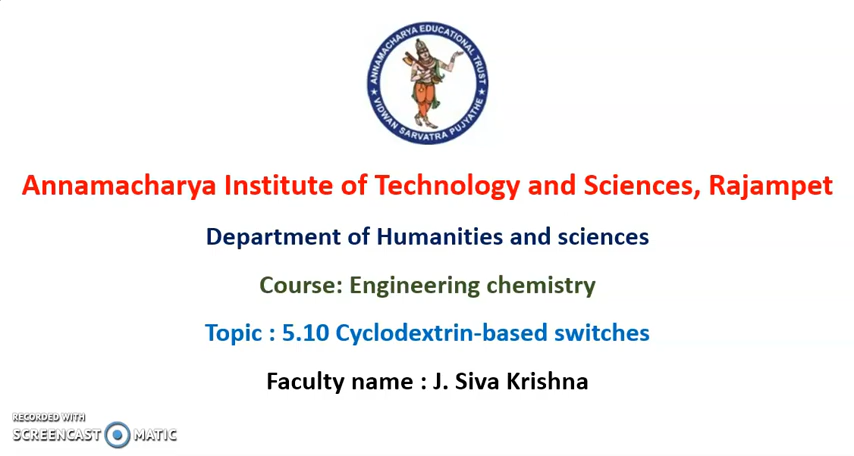 ANNAMACHARYA EDUCATIONAL TRUST
★ VIDWAN SARVATRA PUJYATHE ★
Annamacharya Institute of Technology and Sciences, Rajampet
Department of Humanities and sciences
Course: Engineering chemistry
Topic : 5.10 Cyclodextrin-based switches
Faculty name : J. Siva Krishna
RECORDED WITH
SCREENCAST MATIC